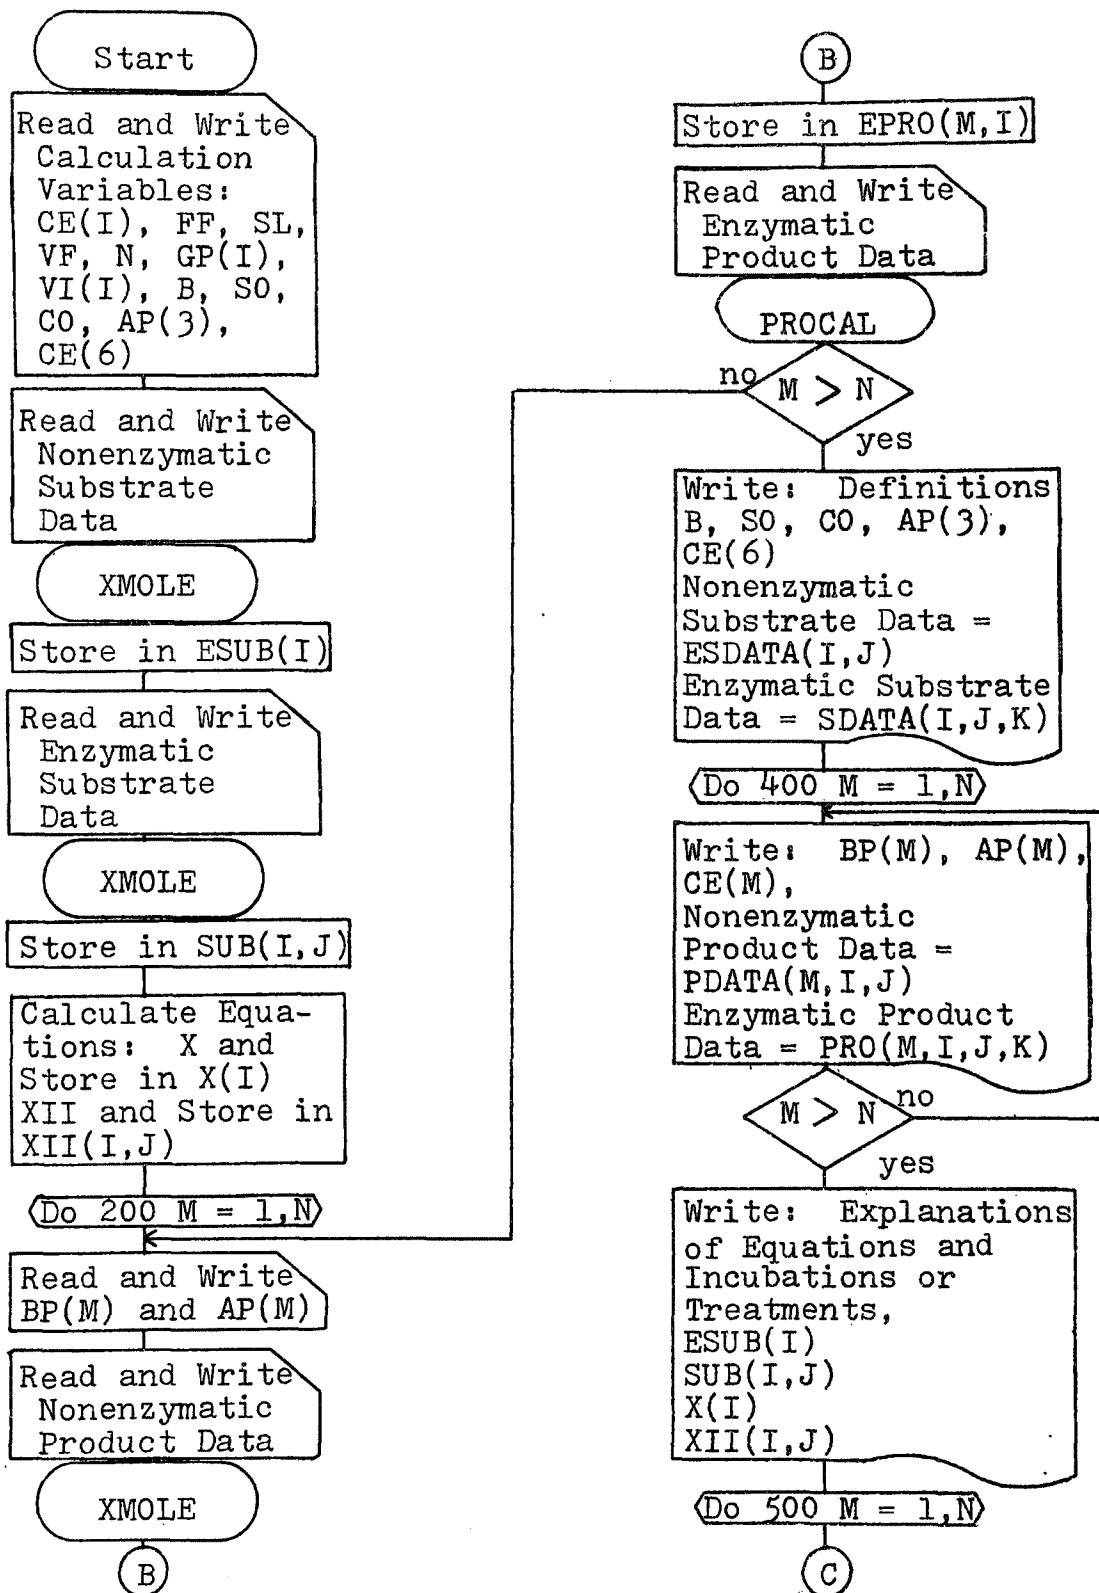 Start
Read and Write
Calculation
Variables:
CE(I), FF, SL,
VF, N, GP(I),
VI(I), B, SO,
CO, AP(3),
CE(6)
Read and Write
Nonenzymatic
Substrate
Data
XMOLE
Store in ESUB(I)
Read and Write
Enzymatic
Substrate
Data
XMOLE
Store in SUB(I,J)
Calculate Equa-
tions: X and
Store in X(I)
XII and Store in
XII(I,J)
Do 200 M = 1,N
Read and Write
BP(M) and AP(M)
Read and Write
Nonenzymatic
Product Data
XMOLE
B
B
Store in EPRO(M,I)
Read and Write
Enzymatic
Product Data
PROCAL
no
M > N
yes
Write: Definitions
B, SO, CO, AP(3),
CE(6)
Nonenzymatic
Substrate Data =
ESDATA(I,J)
Enzymatic Substrate
Data = SDATA(I,J,K)
Do 400 M = 1,N
Write: BP(M), AP(M),
CE(M),
Nonenzymatic
Product Data =
PDATA(M,I,J)
Enzymatic Product
Data = PRO(M,I,J,K)
M > N
no
yes
Write: Explanations
of Equations and
Incubations or
Treatments,
ESUB(I)
SUB(I,J)
X(I)
XII(I,J)
Do 500 M = 1,N
C